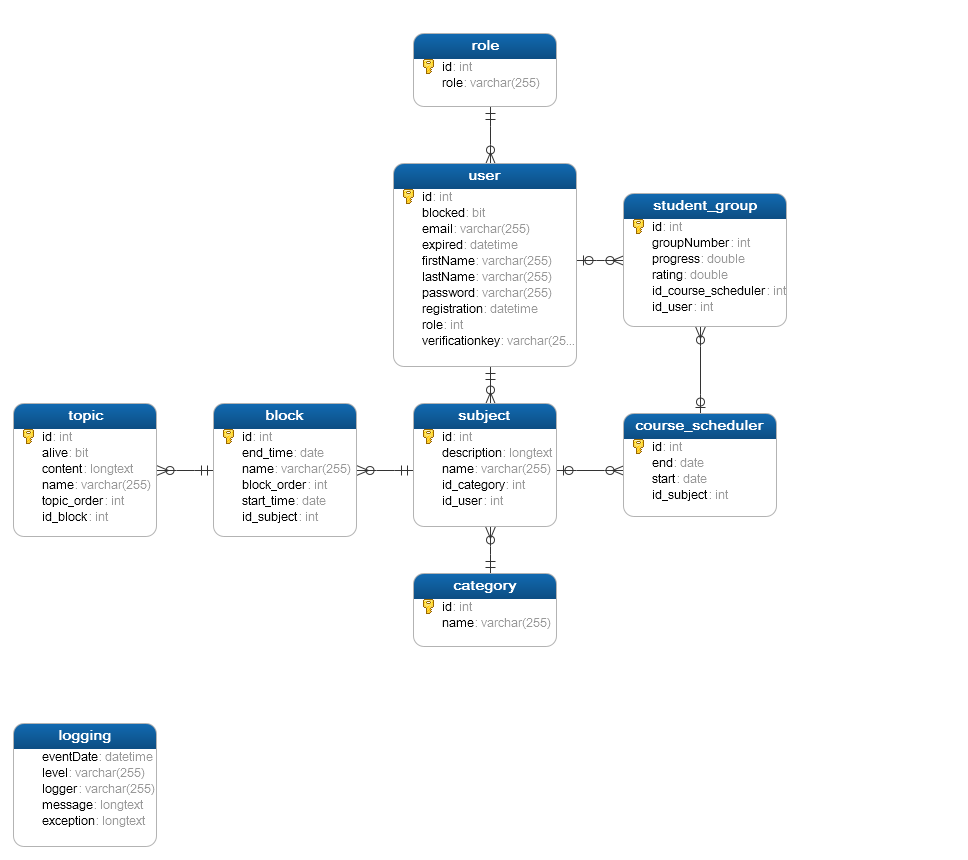 role
id: int
role: varchar(255)
user
id: int
blocked: bit
email: varchar(255)
expired: datetime
firstName: varchar(255)
lastName: varchar(255)
password: varchar(255)
registration: datetime
role: int
verificationkey: varchar(25...
student_group
id: int
groupNumber: int
progress: double
rating: double
id_course_scheduler: int
id_user: int
topic
id: int
alive: bit
content: longtext
name: varchar(255)
topic_order: int
id_block: int
block
id: int
end_time: date
name: varchar(255)
block_order: int
start_time: date
id_subject: int
subject
id: int
description: longtext
name: varchar(255)
id_category: int
id_user: int
course_scheduler
id: int
end: date
start: date
id_subject: int
category
id: int
name: varchar(255)
logging
eventDate: datetime
level: varchar(255)
logger: varchar(255)
message: longtext
exception: longtext